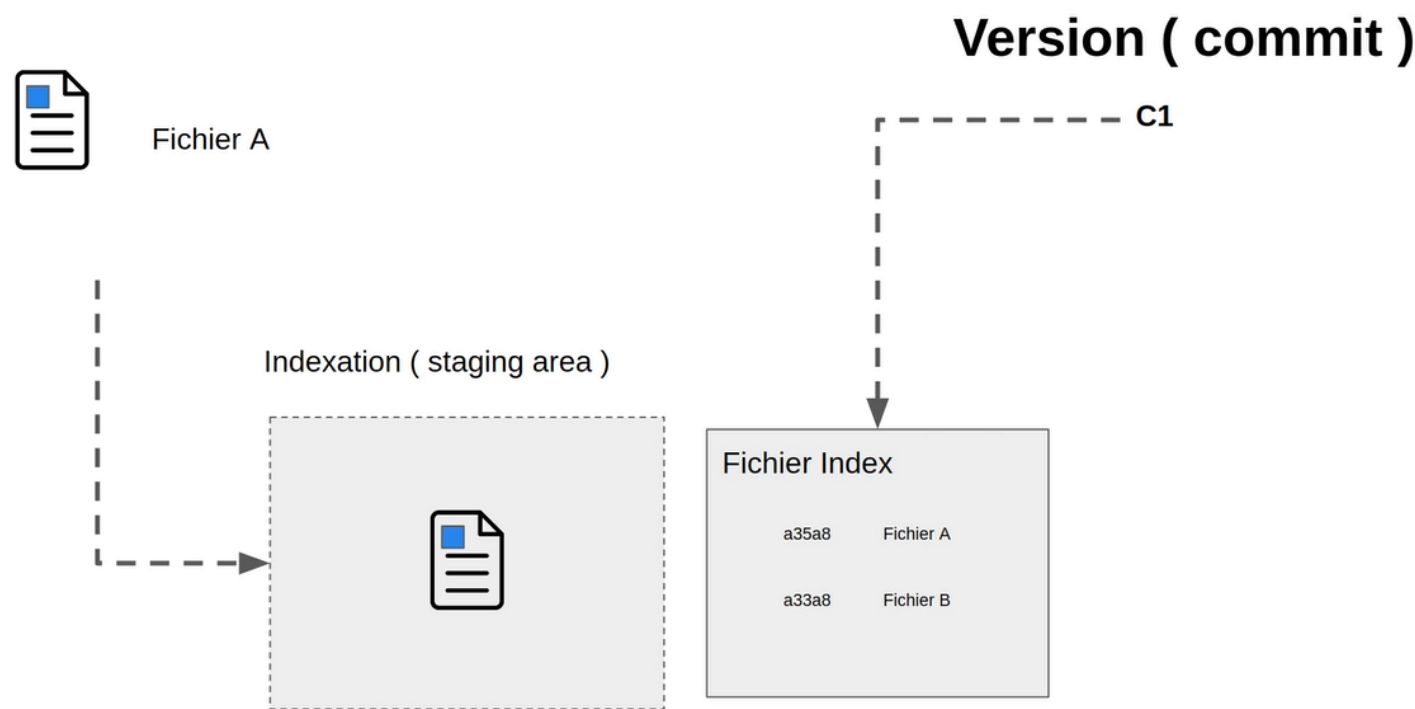 Version ( commit )
C1
Fichier A
Indexation ( staging area )
Fichier Index
a35a8 Fichier A
a33a8 Fichier B